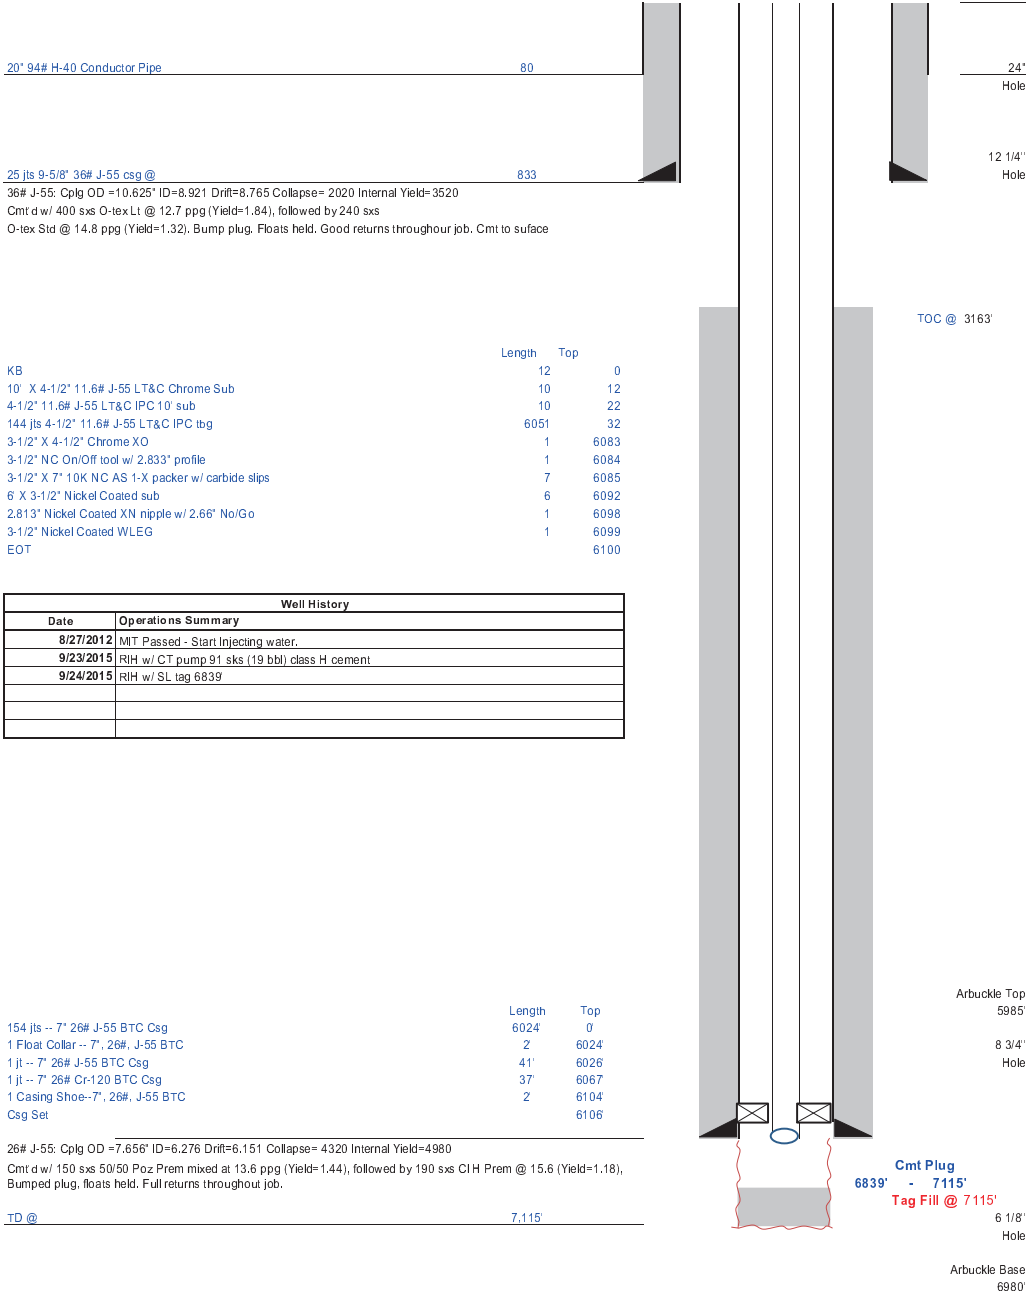 20" 94# H-40 Conductor Pipe 80 24"
Hole
12 1/4"
25 jts 9-5/8" 36# J-55 csg @ 833 Hole
36# J-55: Cplg OD =10.625" ID=8.921 Drift=8.765 Collapse= 2020 Internal Yield=3520
Cmt'd w/ 400 sxs O-tex Lt @ 12.7 ppg (Yield=1.84), followed by 240 sxs
O-tex Std @ 14.8 ppg (Yield=1.32). Bump plug. Floats held. Good returns throughour job. Cmt to suface
TOC @ 3163'
Length Top
KB 12 0
10' X 4-1/2" 11.6# J-55 LT&C Chrome Sub 10 12
4-1/2" 11.6# J-55 LT&C IPC 10' sub 10 22
144 jts 4-1/2" 11.6# J-55 LT&C IPC tbg 6051 32
3-1/2" X 4-1/2" Chrome XO 1 6083
3-1/2" NC On/Off tool w/ 2.833" profile 1 6084
3-1/2" X 7" 10K NC AS 1-X packer w/ carbide slips 7 6085
6' X 3-1/2" Nickel Coated sub 6 6092
2.813" Nickel Coated XN nipple w/ 2.66" No/Go 1 6098
3-1/2" Nickel Coated WLEG 1 6099
EOT 6100
Well History
Date Operations Summary
8/27/2012 MIT Passed - Start Injecting water.
9/23/2015 RIH w/ CT pump 91 sks (19 bbl) class H cement
9/24/2015 RIH w/ SL tag 6839'
Arbuckle Top
5985'
Length Top
154 jts -- 7" 26# J-55 BTC Csg 6024' 0'
1 Float Collar -- 7", 26#, J-55 BTC 2' 6024' 8 3/4"
1 jt -- 7" 26# J-55 BTC Csg 41' 6026' Hole
1 jt -- 7" 26# Cr-120 BTC Csg 37' 6067'
1 Casing Shoe--7", 26#, J-55 BTC 2' 6104'
Csg Set 6106'
26# J-55: Cplg OD =7.656" ID=6.276 Drift=6.151 Collapse= 4320 Internal Yield=4980
Cmt'd w/ 150 sxs 50/50 Poz Prem mixed at 13.6 ppg (Yield=1.44), followed by 190 sxs Cl H Prem @ 15.6 (Yield=1.18),
Bumped plug, floats held. Full returns throughout job.
Cmt Plug
6839' - 7115'
Tag Fill @ 7115'
TD @ 7,115' 6 1/8"
Hole
Arbuckle Base
6980'